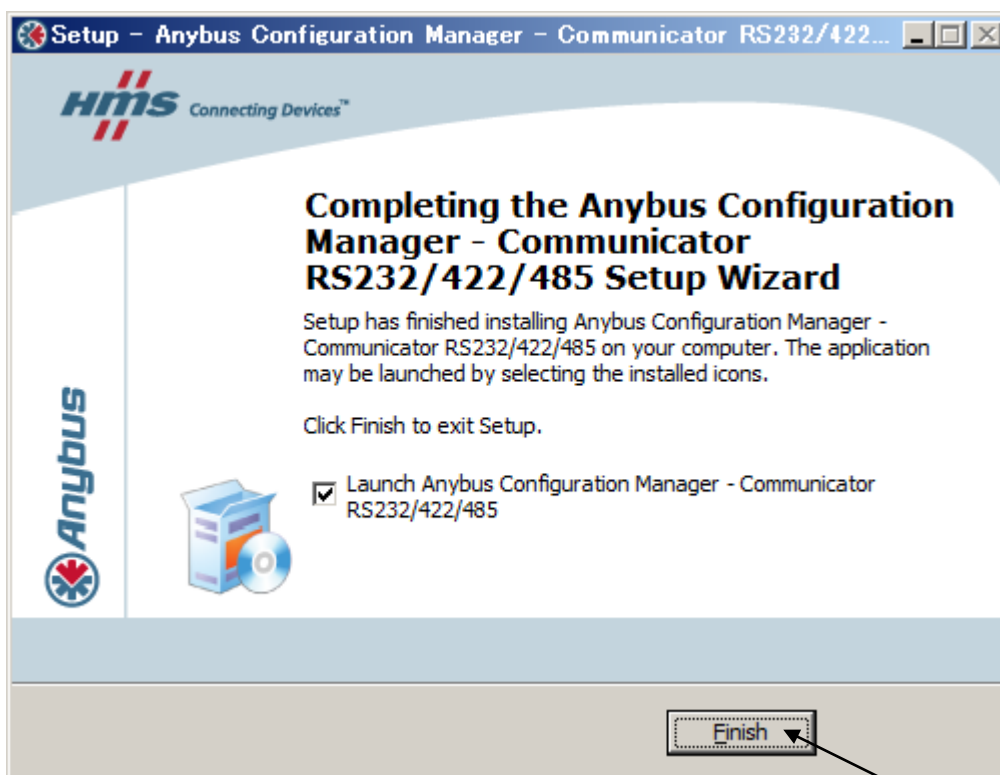 Setup - Anybus Configuration Manager - Communicator RS232/422...
HMS Connecting Devices™
Completing the Anybus Configuration
Manager - Communicator
RS232/422/485 Setup Wizard
Setup has finished installing Anybus Configuration Manager -
Communicator RS232/422/485 on your computer. The application
may be launched by selecting the installed icons.
Click Finish to exit Setup.
Launch Anybus Configuration Manager - Communicator
RS232/422/485
Anybus
Finish